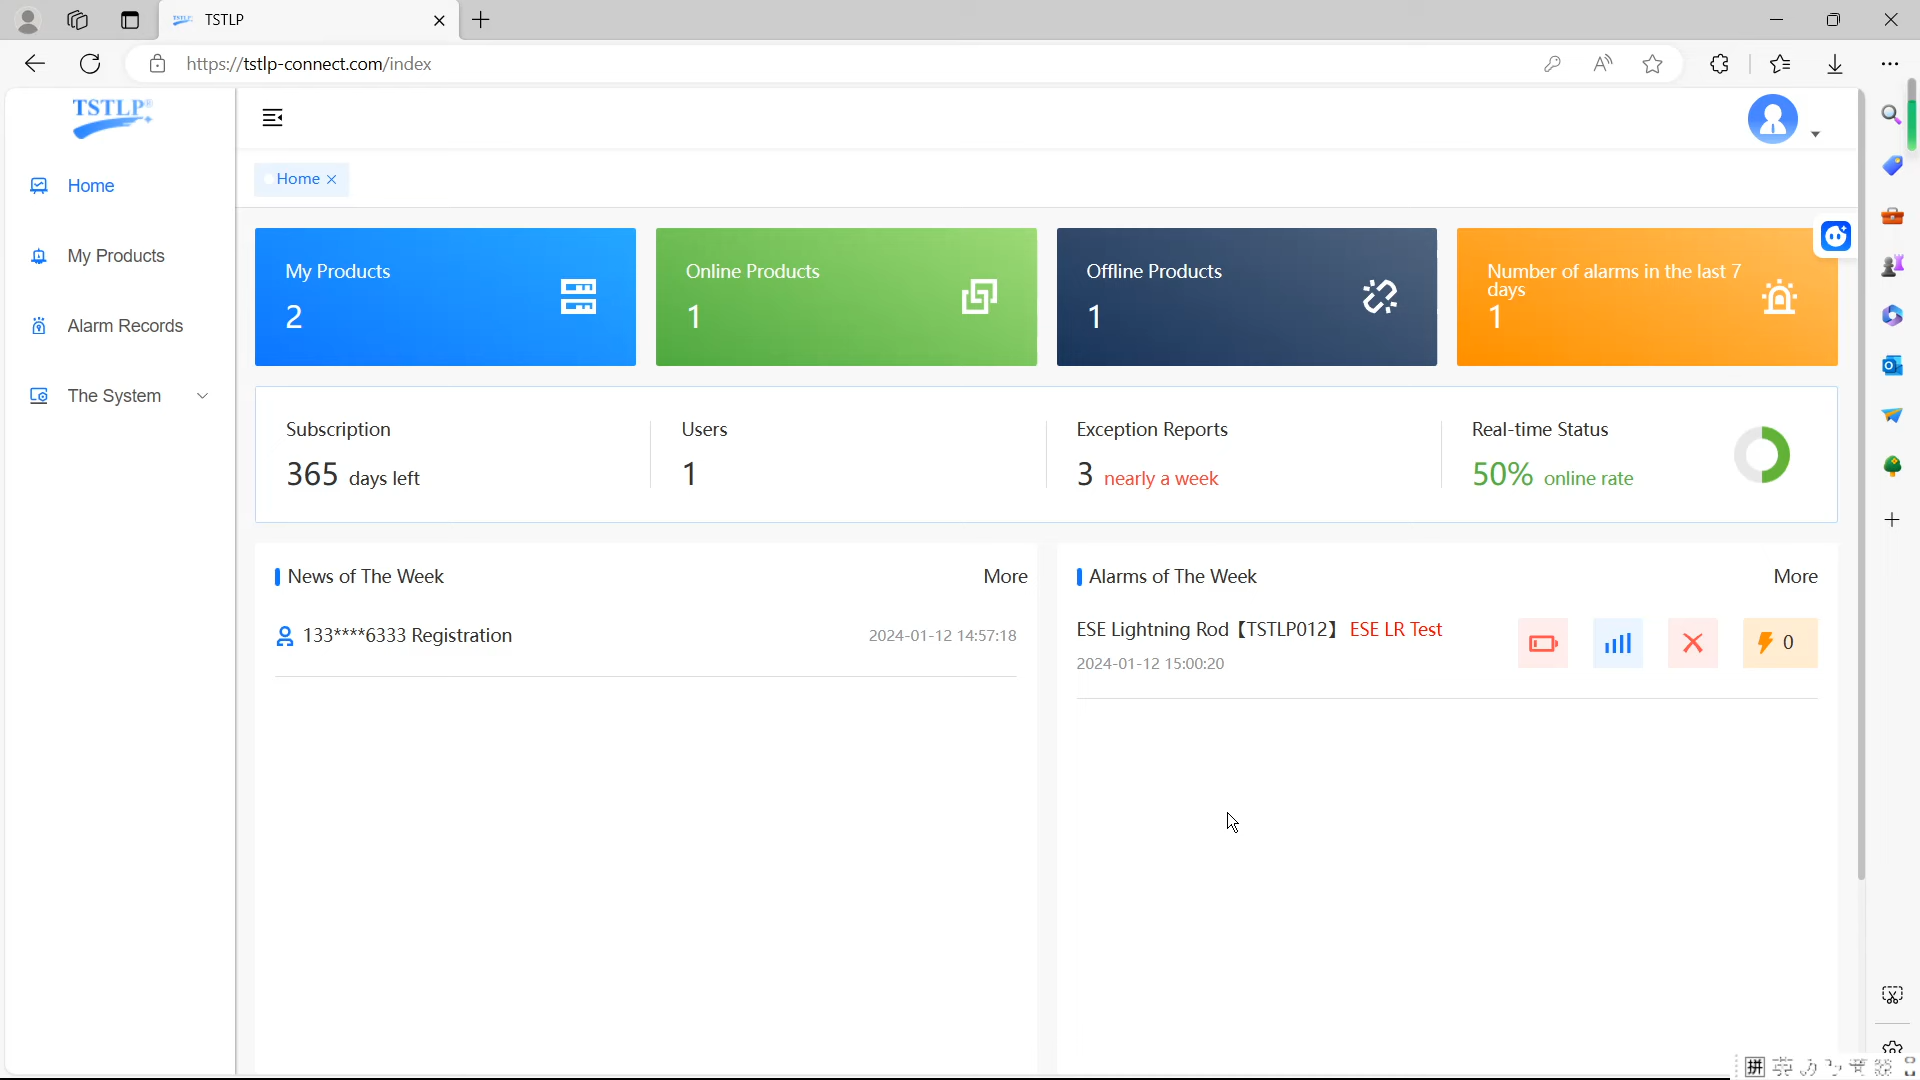 TSTLP
https://tstlp-connect.com/index
TSTLP®
Home
My Products
Alarm Records
The System
Home
My Products
2
Online Products
1
Offline Products
1
Number of alarms in the last 7
days
1
Subscription
365 days left
Users
1
Exception Reports
3 nearly a week
Real-time Status
50% online rate
News of The Week
More
133****6333 Registration
2024-01-12 14:57:18
Alarms of The Week
More
ESE Lightning Rod【TSTLP012】 ESE LR Test
2024-01-12 15:00:20
0
拼
英